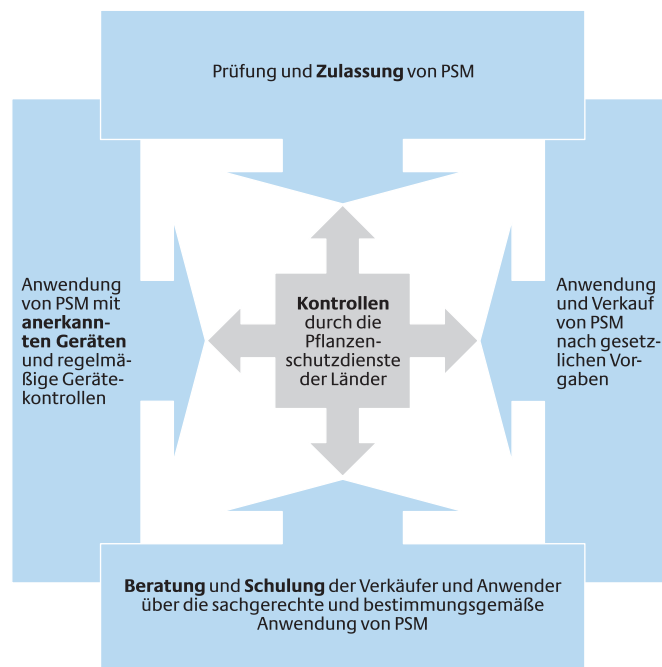 Prüfung und Zulassung von PSM
Anwendung
von PSM mit
anerkann-
ten Geräten
und regelmä-
ßige Geräte-
kontrollen
Kontrollen
durch die
Pflanzen-
schutzdienste
der Länder
Anwendung
und Verkauf
von PSM
nach gesetz-
lichen Vor-
gaben
Beratung und Schulung der Verkäufer und Anwender
über die sachgerechte und bestimmungsgemäße
Anwendung von PSM